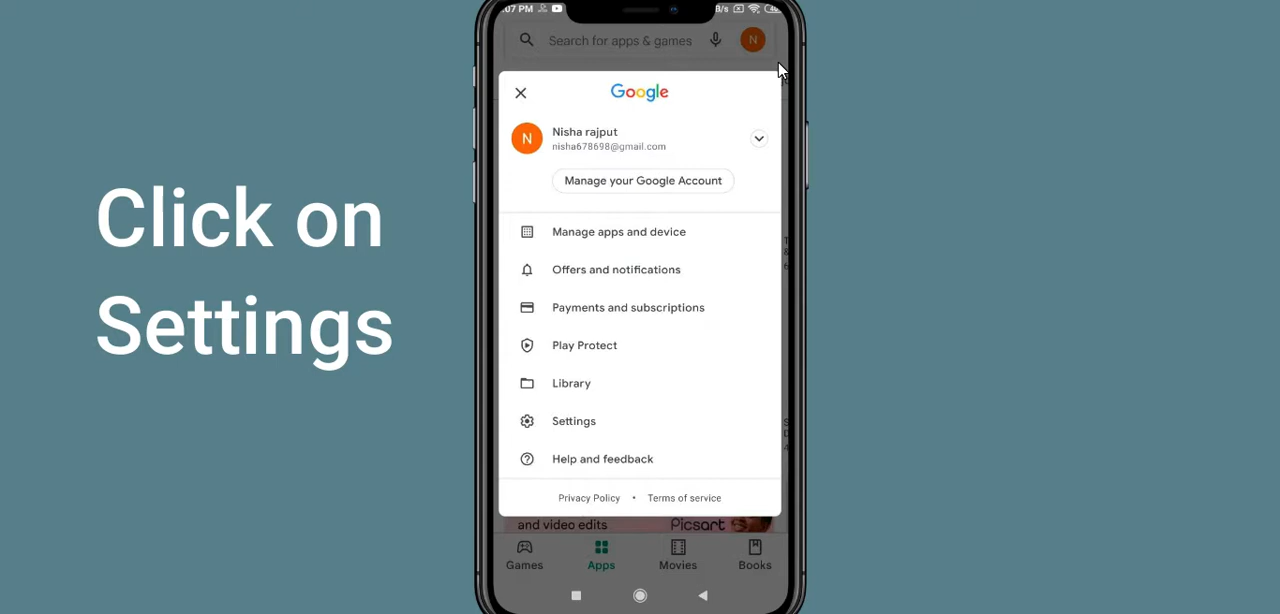 Click on
Settings
:07 PM B/s
Search for apps & games N
Google
N Nisha rajput
nisha678698@gmail.com
Manage your Google Account
Manage apps and device
Offers and notifications
Payments and subscriptions
Play Protect
Library
Settings
Help and feedback
Privacy Policy • Terms of service
and video edits Picsart
Games Apps Movies Books